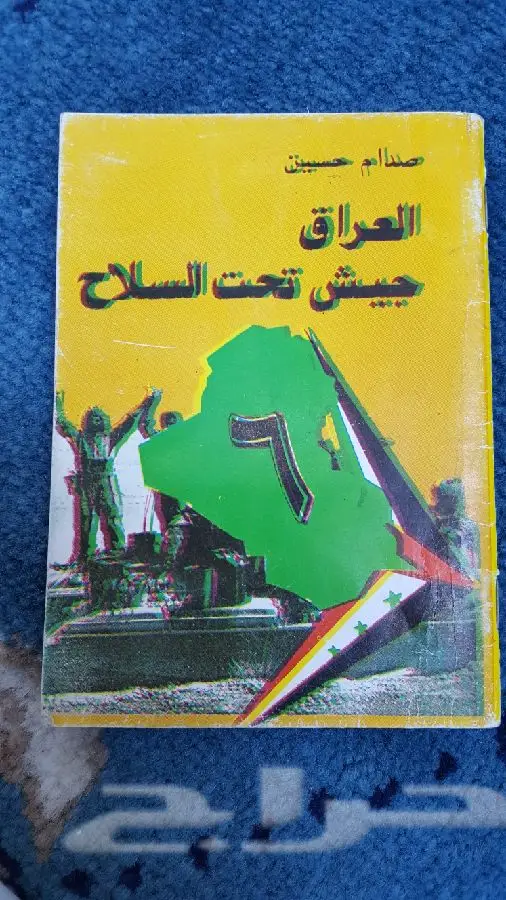 صدام حسين
العراق
جيش تحت السلاح
٦
حراج